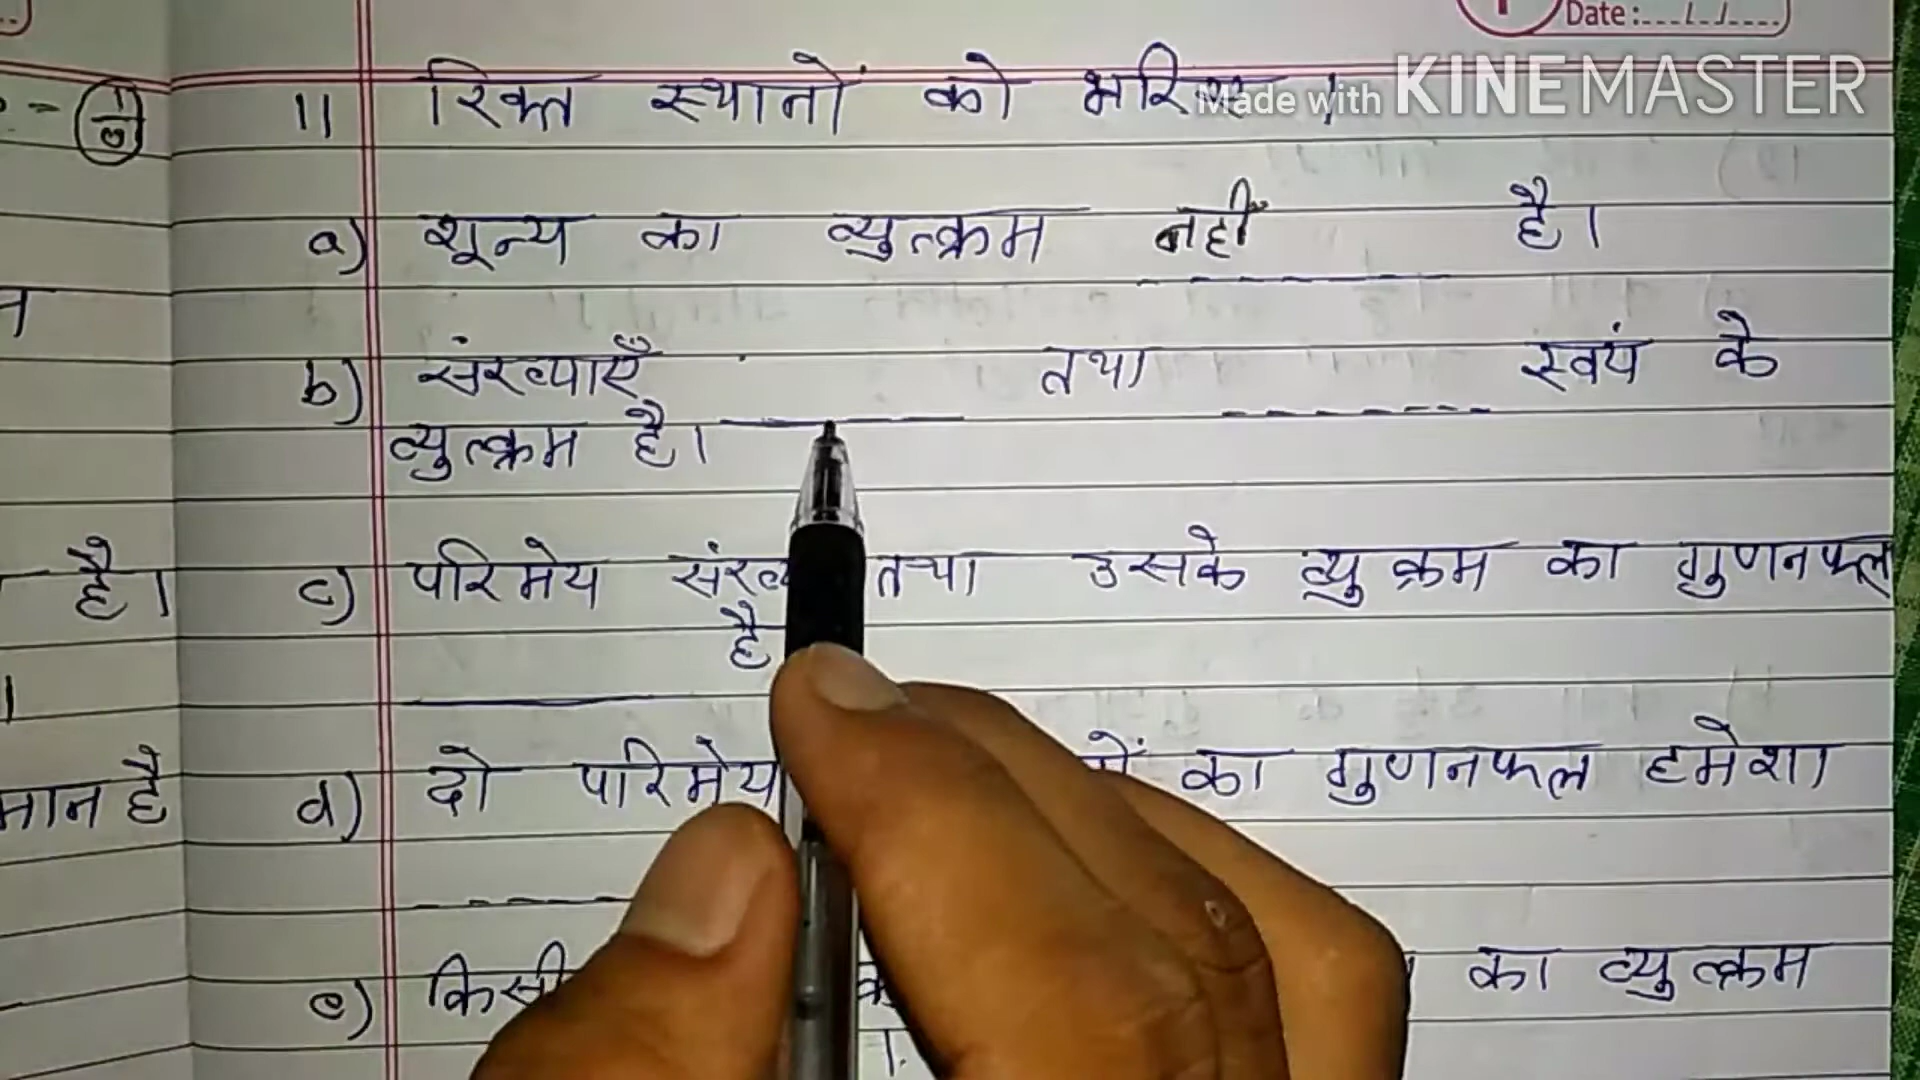 Date :.../../....
Made with KINEMASTER
11 रिक्त स्थानों को भरिए ।
a) शून्य का व्युत्क्रम नहीं है।
b) संख्याएँ तथा स्वयं के
व्युत्क्रम है।
c) परिमेय तथा उसके व्यु त्क्रम का गुणनफल
है
d) दो परिमेय का गुणनफल हमेशा
e) किसी का व्युत्क्रम
है।
मान है